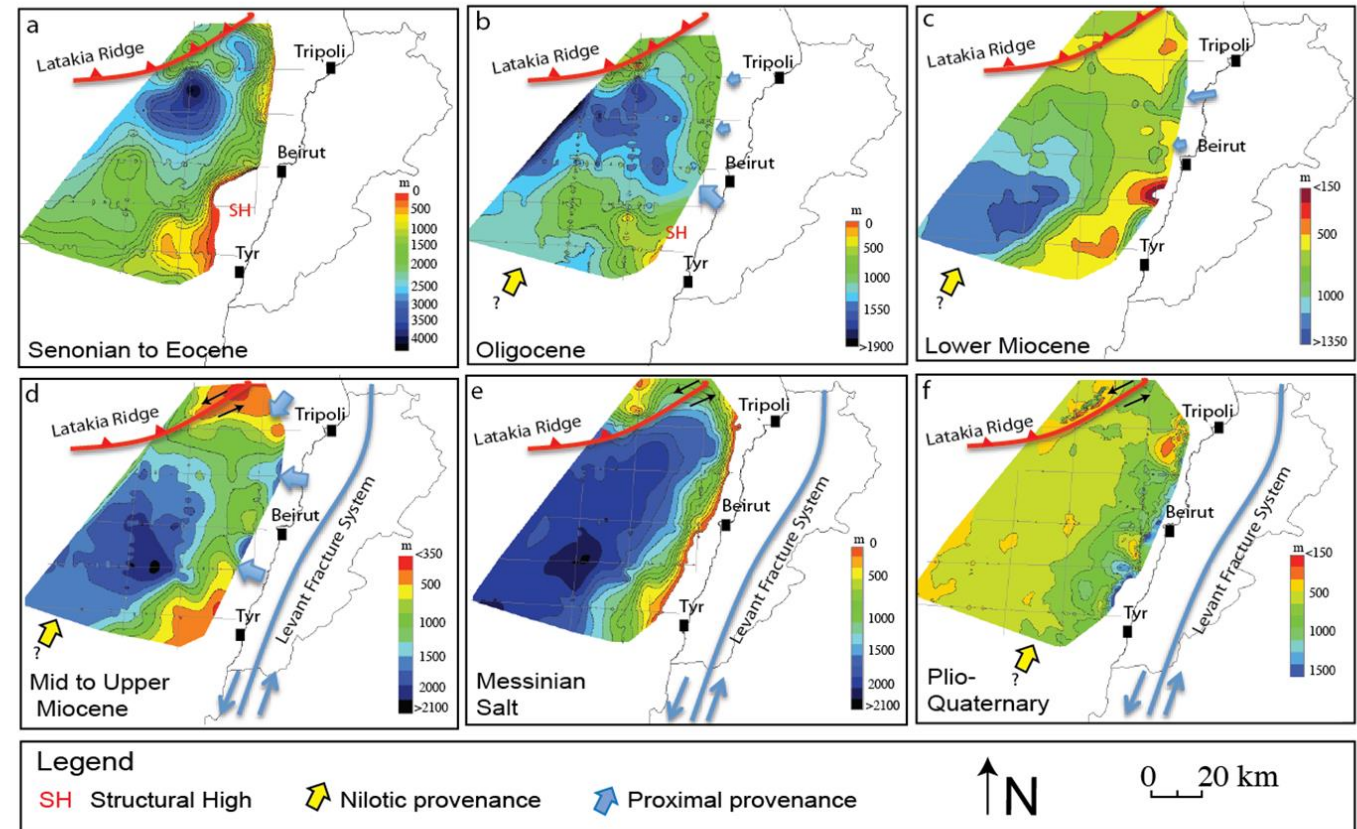 a
Latakia Ridge
Tripoli
Beirut
SH
Tyr
m
0
500
1000
1500
2000
2500
3000
3500
4000
Senonian to Eocene
b
Latakia Ridge
Tripoli
Beirut
SH
Tyr
?
m
0
500
1000
1550
>1900
Oligocene
c
Latakia Ridge
Tripoli
Beirut
Tyr
?
m
<150
500
1000
>1350
Lower Miocene
d
Latakia Ridge
Tripoli
Beirut
Levant Fracture System
Tyr
?
m
<350
500
1000
1500
2000
>2100
Mid to Upper
Miocene
e
Latakia Ridge
Tripoli
Beirut
Levant Fracture System
Tyr
m
0
500
1000
1500
2000
>2100
Messinian
Salt
f
Latakia Ridge
Tripoli
Beirut
Levant Fracture System
Tyr
?
m
<150
500
1000
1500
Plio-
Quaternary
Legend
SH Structural High
Nilotic provenance
Proximal provenance
N
0 20 km